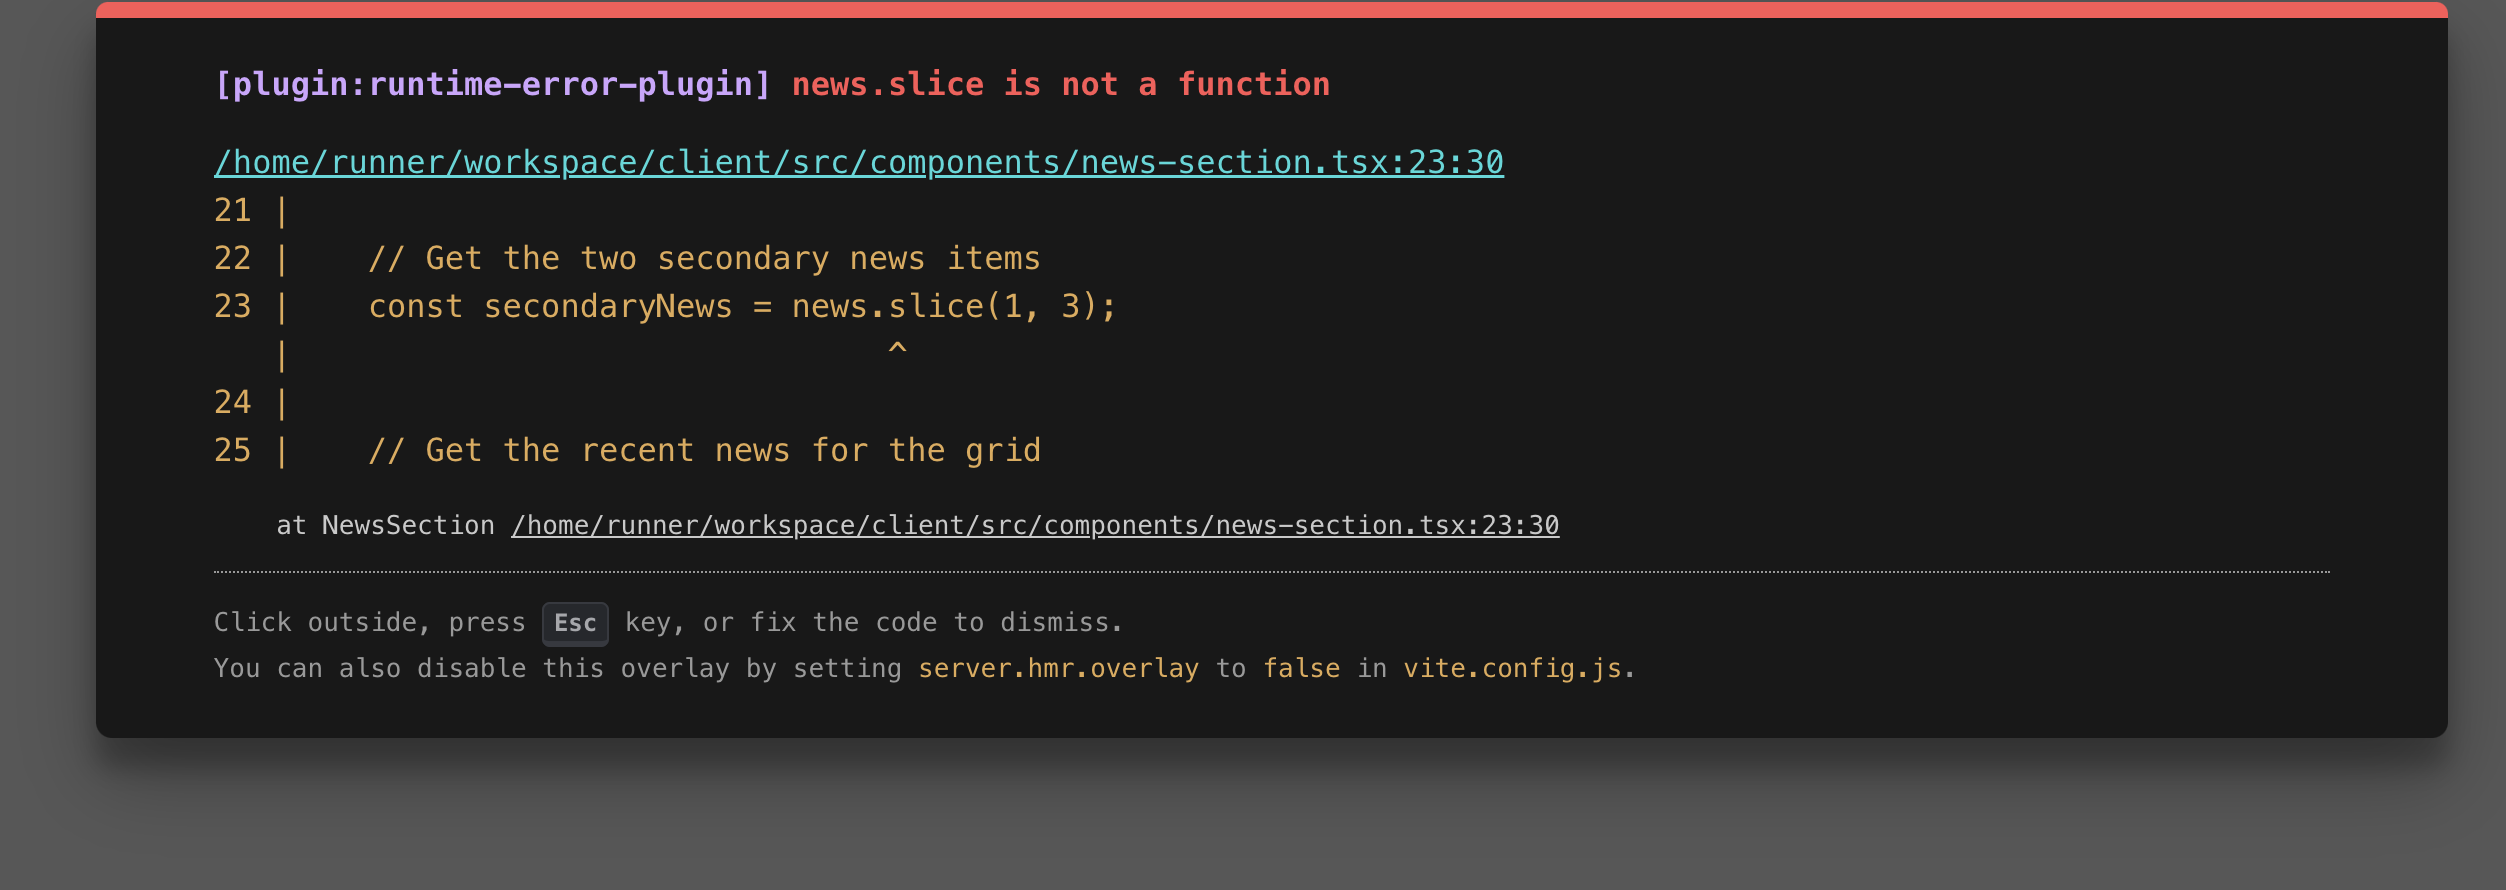 [plugin:runtime-error-plugin] news.slice is not a function
/home/runner/workspace/client/src/components/news-section.tsx:23:30
21 |
22 |    // Get the two secondary news items
23 |    const secondaryNews = news.slice(1, 3);
   |                               ^
24 |
25 |    // Get the recent news for the grid
    at NewsSection /home/runner/workspace/client/src/components/news-section.tsx:23:30
Click outside, press Esc key, or fix the code to dismiss.
You can also disable this overlay by setting server.hmr.overlay to false in vite.config.js.